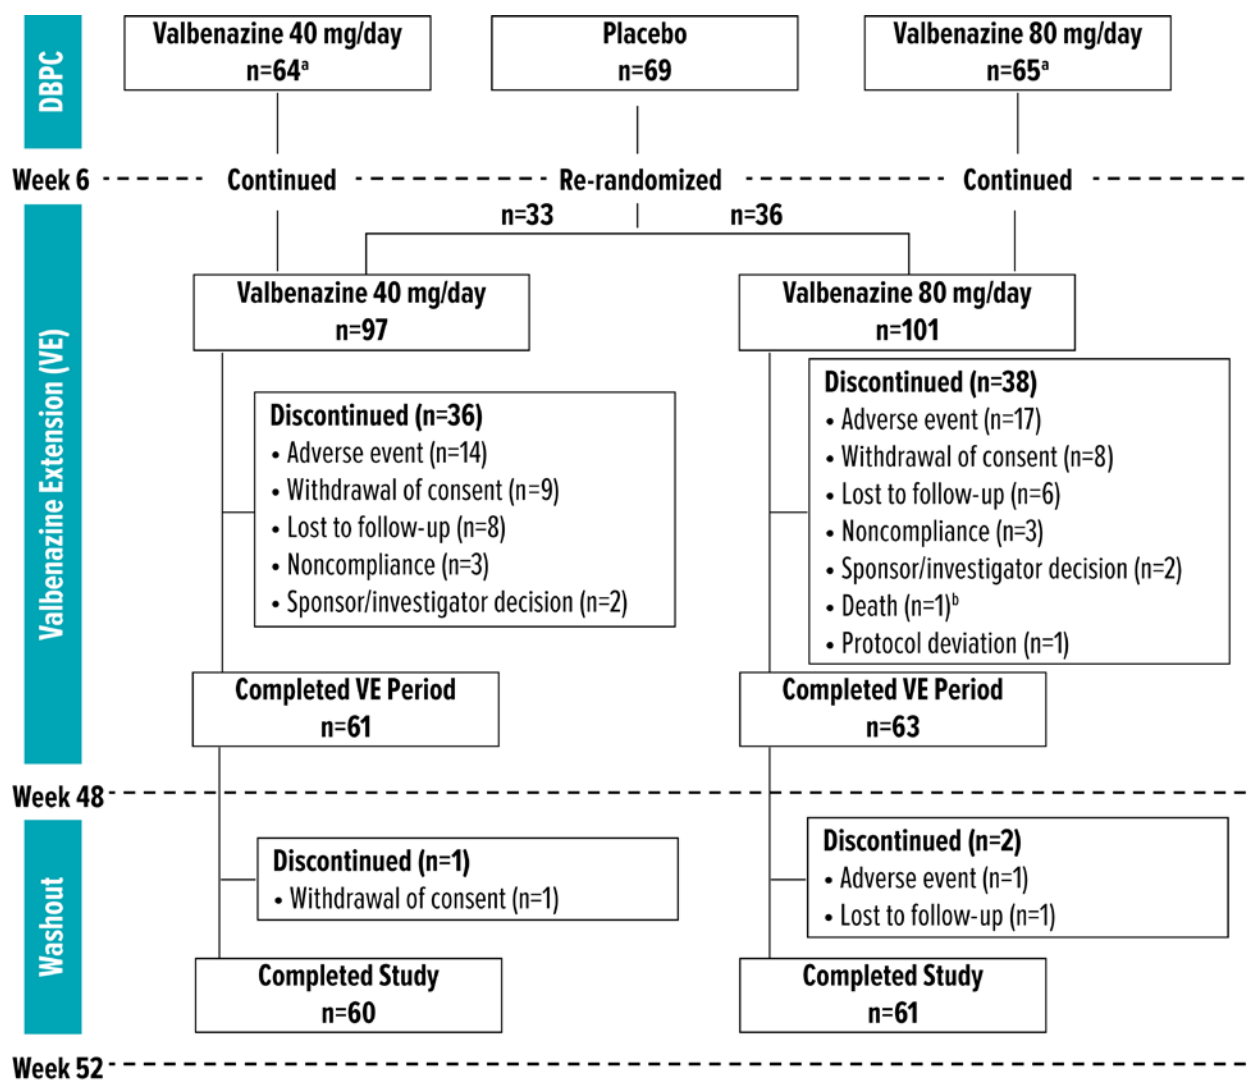 DBPC
Valbenazine 40 mg/day
n=64ᵃ
Placebo
n=69
Valbenazine 80 mg/day
n=65ᵃ
Week 6
Continued
Re-randomized
Continued
n=33
n=36
Valbenazine Extension (VE)
Valbenazine 40 mg/day
n=97
Valbenazine 80 mg/day
n=101
Discontinued (n=36)
• Adverse event (n=14)
• Withdrawal of consent (n=9)
• Lost to follow-up (n=8)
• Noncompliance (n=3)
• Sponsor/investigator decision (n=2)
Discontinued (n=38)
• Adverse event (n=17)
• Withdrawal of consent (n=8)
• Lost to follow-up (n=6)
• Noncompliance (n=3)
• Sponsor/investigator decision (n=2)
• Death (n=1)ᵇ
• Protocol deviation (n=1)
Completed VE Period
n=61
Completed VE Period
n=63
Week 48
Washout
Discontinued (n=1)
• Withdrawal of consent (n=1)
Discontinued (n=2)
• Adverse event (n=1)
• Lost to follow-up (n=1)
Completed Study
n=60
Completed Study
n=61
Week 52